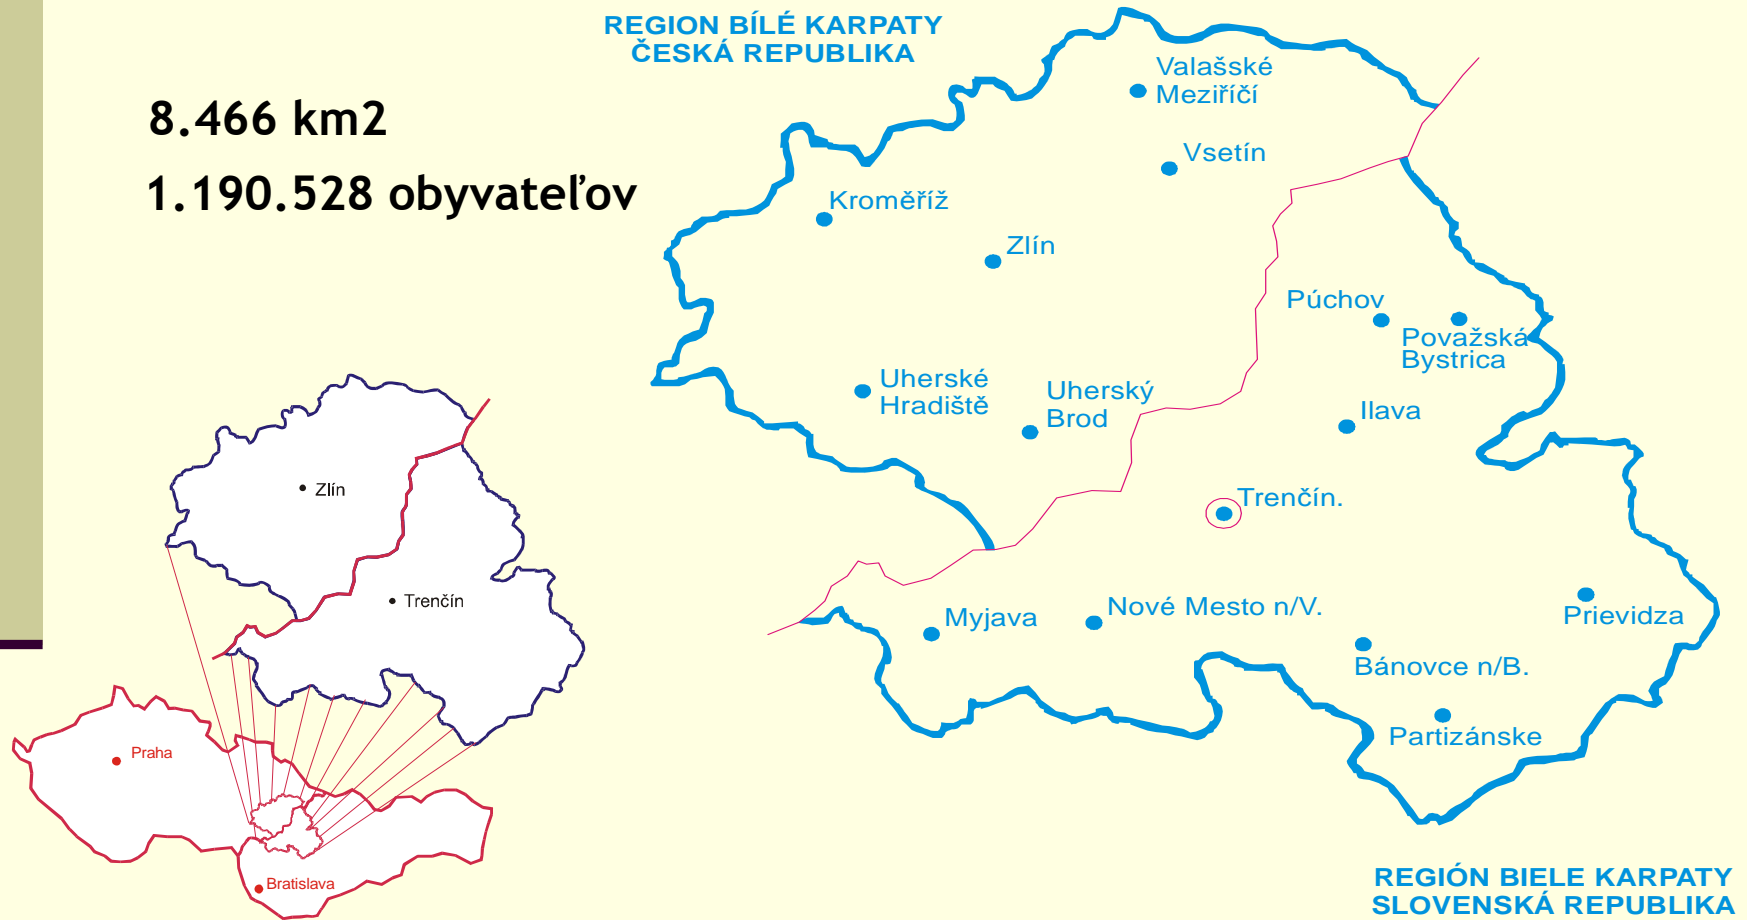 REGION BÍLÉ KARPATY
ČESKÁ REPUBLIKA
8.466 km2
1.190.528 obyvateľov
Valašské
Meziříčí
Vsetín
Kroměříž
Zlín
Púchov
Považská
Bystrica
Uherské
Hradiště
Uherský
Brod
Ilava
Trenčín.
Myjava
Nové Mesto n/V.
Prievidza
Bánovce n/B.
Partizánske
Zlín
Trenčín
Praha
Bratislava
REGIÓN BIELE KARPATY
SLOVENSKÁ REPUBLIKA